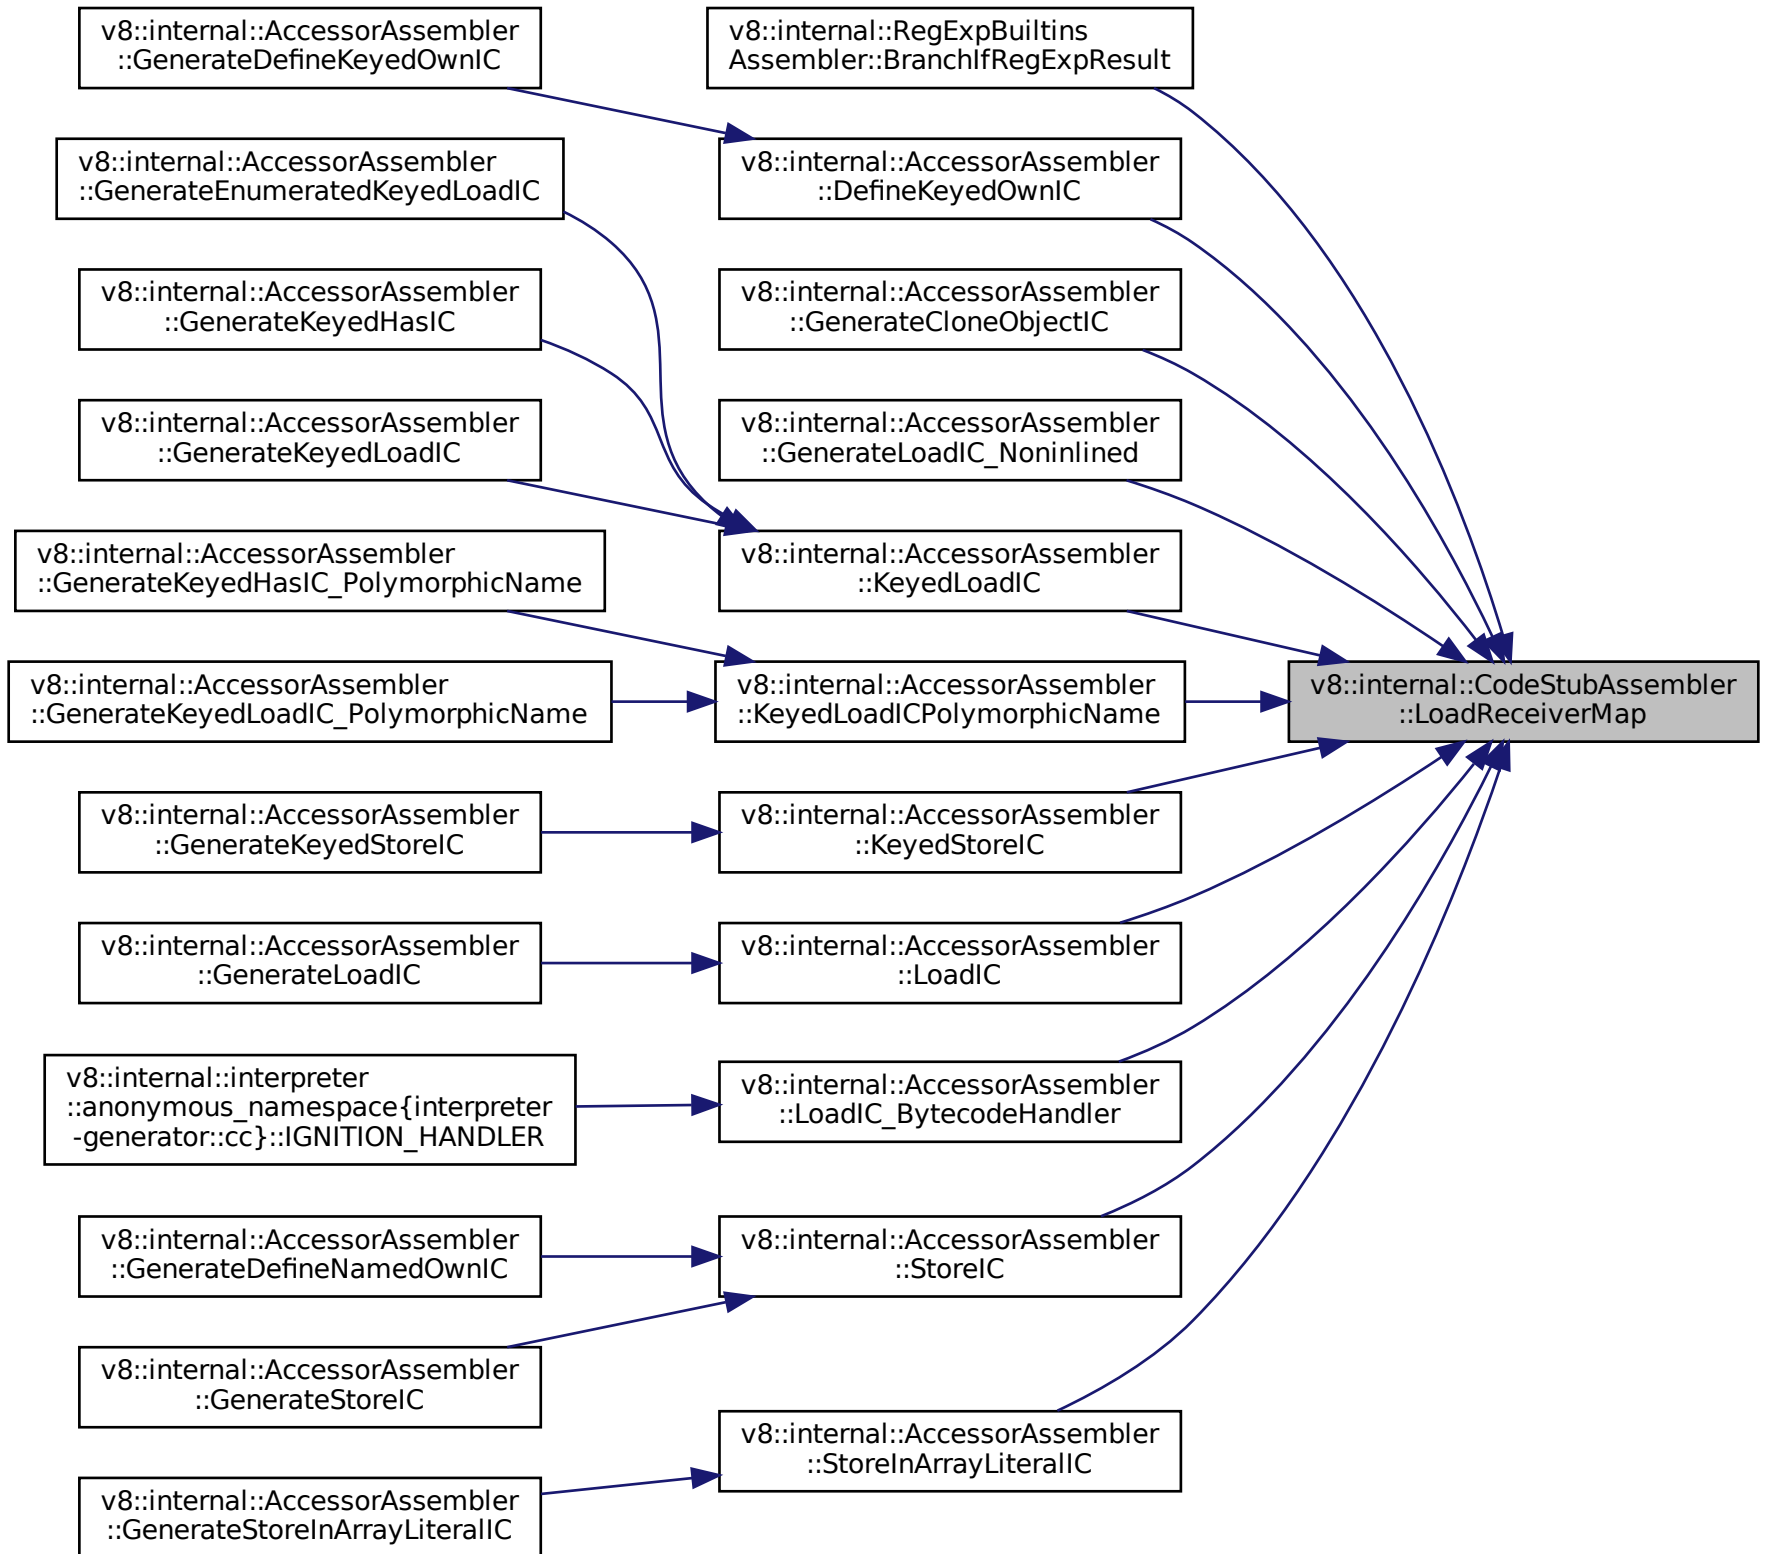 v8::internal::AccessorAssembler
::GenerateDefineKeyedOwnIC
v8::internal::AccessorAssembler
::GenerateEnumeratedKeyedLoadIC
v8::internal::AccessorAssembler
::GenerateKeyedHasIC
v8::internal::AccessorAssembler
::GenerateKeyedLoadIC
v8::internal::AccessorAssembler
::GenerateKeyedHasIC_PolymorphicName
v8::internal::AccessorAssembler
::GenerateKeyedLoadIC_PolymorphicName
v8::internal::AccessorAssembler
::GenerateKeyedStoreIC
v8::internal::AccessorAssembler
::GenerateLoadIC
v8::internal::interpreter
::anonymous_namespace{interpreter
-generator::cc}::IGNITION_HANDLER
v8::internal::AccessorAssembler
::GenerateDefineNamedOwnIC
v8::internal::AccessorAssembler
::GenerateStoreIC
v8::internal::AccessorAssembler
::GenerateStoreInArrayLiteralIC
v8::internal::RegExpBuiltins
Assembler::BranchIfRegExpResult
v8::internal::AccessorAssembler
::DefineKeyedOwnIC
v8::internal::AccessorAssembler
::GenerateCloneObjectIC
v8::internal::AccessorAssembler
::GenerateLoadIC_Noninlined
v8::internal::AccessorAssembler
::KeyedLoadIC
v8::internal::AccessorAssembler
::KeyedLoadICPolymorphicName
v8::internal::AccessorAssembler
::KeyedStoreIC
v8::internal::AccessorAssembler
::LoadIC
v8::internal::AccessorAssembler
::LoadIC_BytecodeHandler
v8::internal::AccessorAssembler
::StoreIC
v8::internal::AccessorAssembler
::StoreInArrayLiteralIC
v8::internal::CodeStubAssembler
::LoadReceiverMap